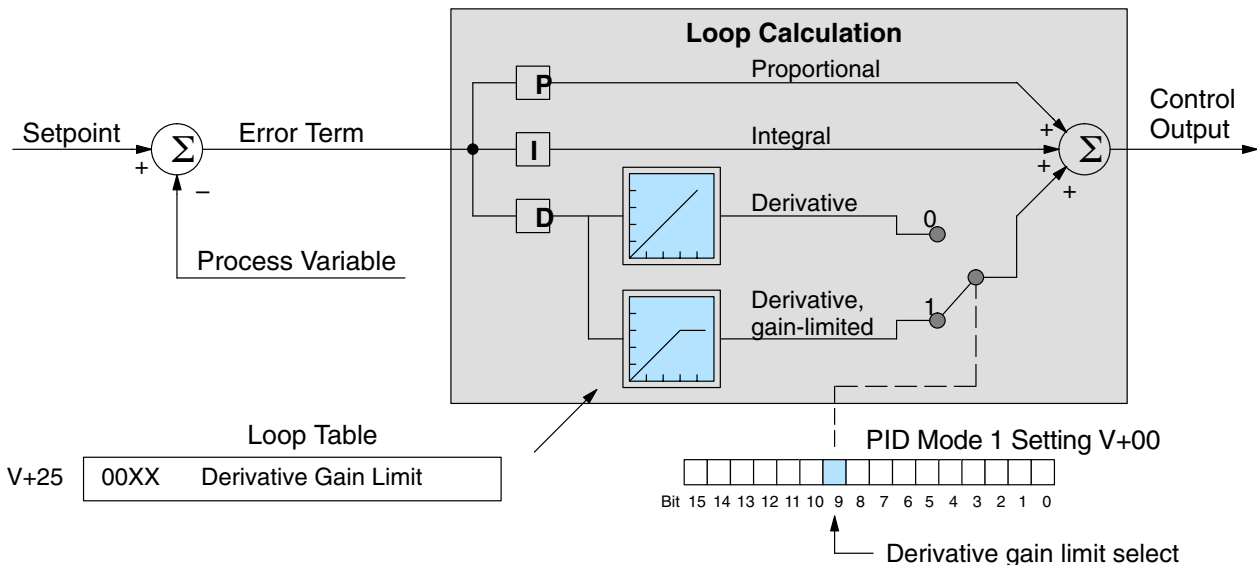 Loop Calculation
Proportional
P
Control
Output
Setpoint
Σ
Error Term
I
Integral
Σ
+
+
+
+
–
D
Derivative
0
Process Variable
Derivative,
gain-limited
1
Loop Table
V+25
00XX Derivative Gain Limit
PID Mode 1 Setting V+00
Bit 15 14 13 12 11 10 9 8 7 6 5 4 3 2 1 0
Derivative gain limit select